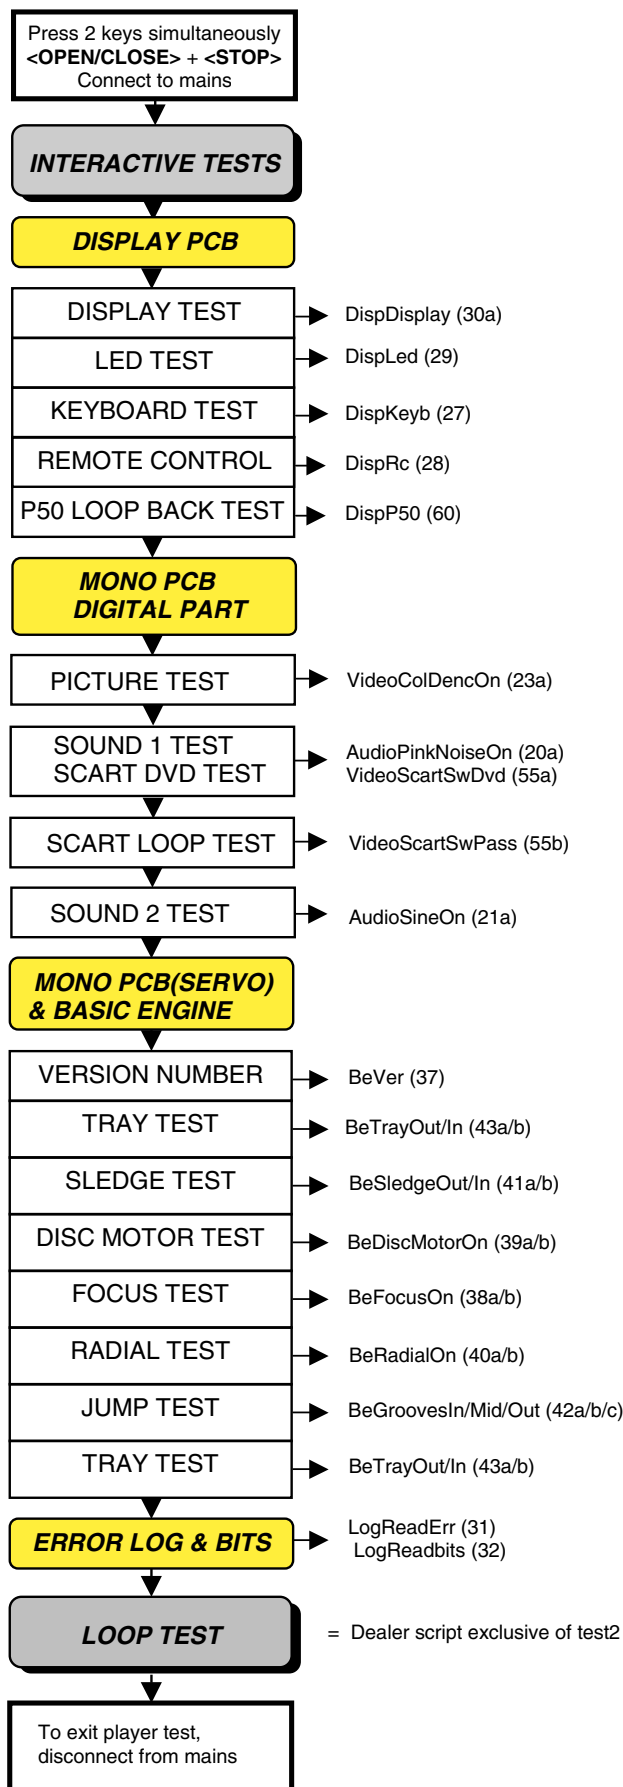 Press 2 keys simultaneously
<OPEN/CLOSE> + <STOP>
Connect to mains
INTERACTIVE TESTS
DISPLAY PCB
DISPLAY TEST
DispDisplay (30a)
LED TEST
DispLed (29)
KEYBOARD TEST
DispKeyb (27)
REMOTE CONTROL
DispRc (28)
P50 LOOP BACK TEST
DispP50 (60)
MONO PCB
DIGITAL PART
PICTURE TEST
VideoColDencOn (23a)
SOUND 1 TEST
SCART DVD TEST
AudioPinkNoiseOn (20a)
VideoScartSwDvd (55a)
SCART LOOP TEST
VideoScartSwPass (55b)
SOUND 2 TEST
AudioSineOn (21a)
MONO PCB(SERVO)
& BASIC ENGINE
VERSION NUMBER
BeVer (37)
TRAY TEST
BeTrayOut/In (43a/b)
SLEDGE TEST
BeSledgeOut/In (41a/b)
DISC MOTOR TEST
BeDiscMotorOn (39a/b)
FOCUS TEST
BeFocusOn (38a/b)
RADIAL TEST
BeRadialOn (40a/b)
JUMP TEST
BeGroovesIn/Mid/Out (42a/b/c)
TRAY TEST
BeTrayOut/In (43a/b)
ERROR LOG & BITS
LogReadErr (31)
LogReadbits (32)
LOOP TEST
= Dealer script exclusive of test2
To exit player test,
disconnect from mains